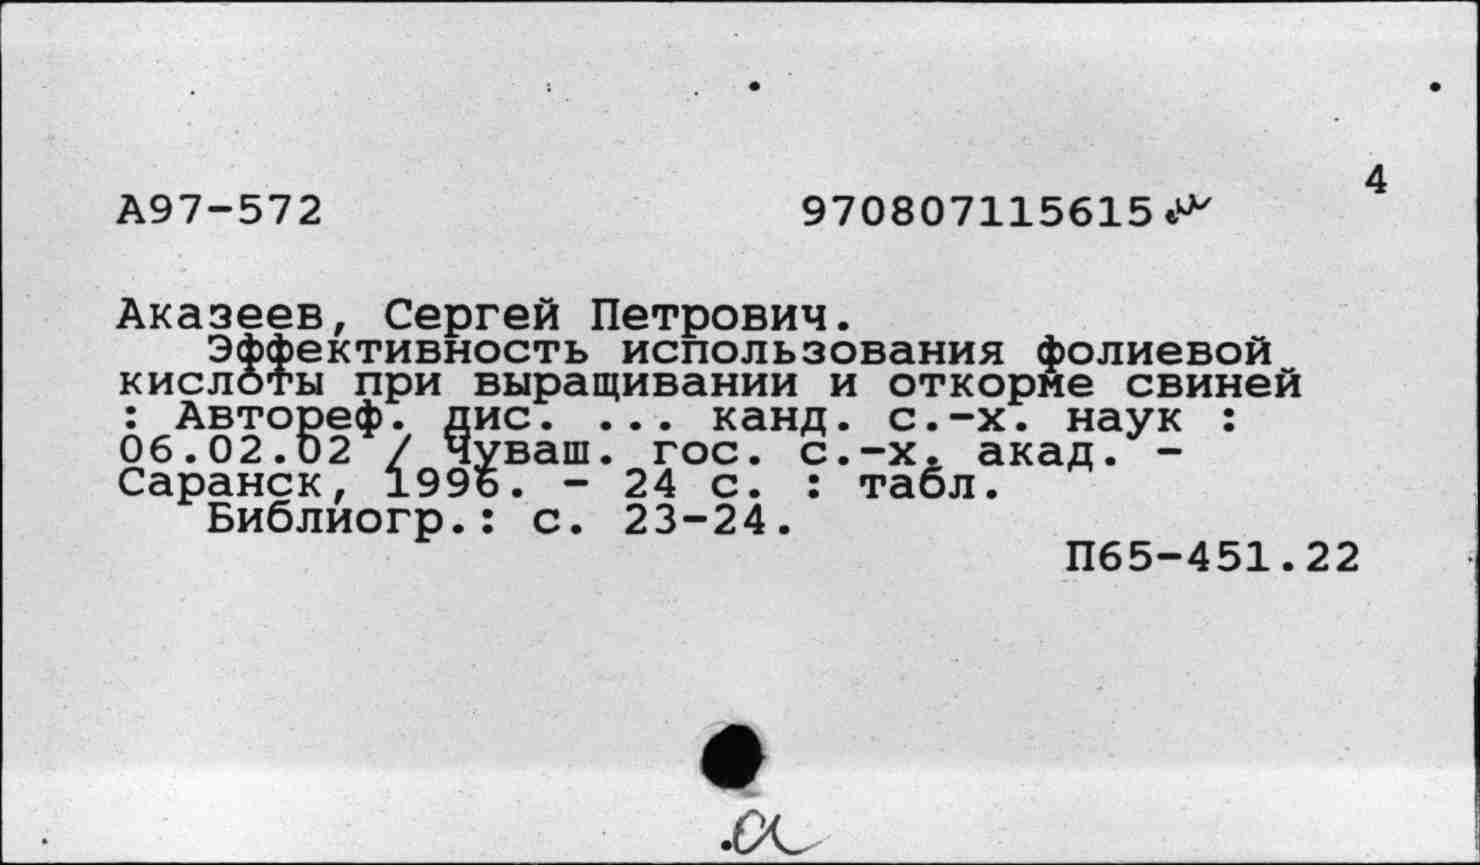 4
А97-572 970807115615
Аказеев, Сергей Петрович.
Эффективность использования фолиевой
кислоты при выращивании и откорме свиней
: Автореф. дис. ... канд. с.-х. наук :
06.02.02 / Чуваш. гос. с.-х. акад. -
Саранск, 1996. - 24 с. : табл.
Библиогр.: с. 23-24.
П65-451.22